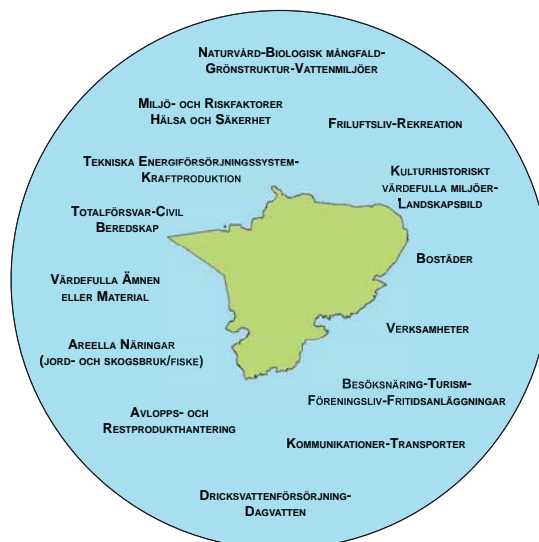 Naturvård-Biologisk mångfald-
Grönstruktur-Vattenmiljöer
Miljö- och Riskfaktorer
Hälsa och Säkerhet
Friluftsliv-Rekreation
Tekniska Energiförsörjningssystem-
Kraftproduktion
Kulturhistoriskt
värdefulla miljöer-
Landskapsbild
Totalförsvar-Civil
Beredskap
Bostäder
Värdefulla Ämnen
eller Material
Verksamheter
Areella Näringar
(jord- och skogsbruk/fiske)
Besöksnäring-Turism-
Föreningsliv-Fritidsanläggningar
Avlopps- och
Restprodukthantering
Kommunikationer-Transporter
Dricksvattenförsörjning-
Dagvatten